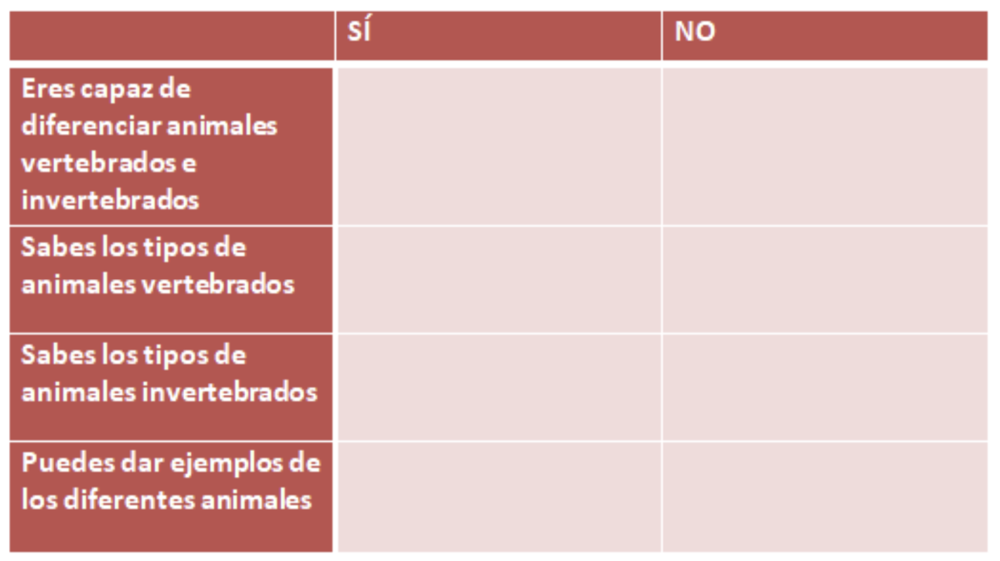 SÍ NO
Eres capaz de
diferenciar animales
vertebrados e
invertebrados
Sabes los tipos de
animales vertebrados
Sabes los tipos de
animales invertebrados
Puedes dar ejemplos de
los diferentes animales